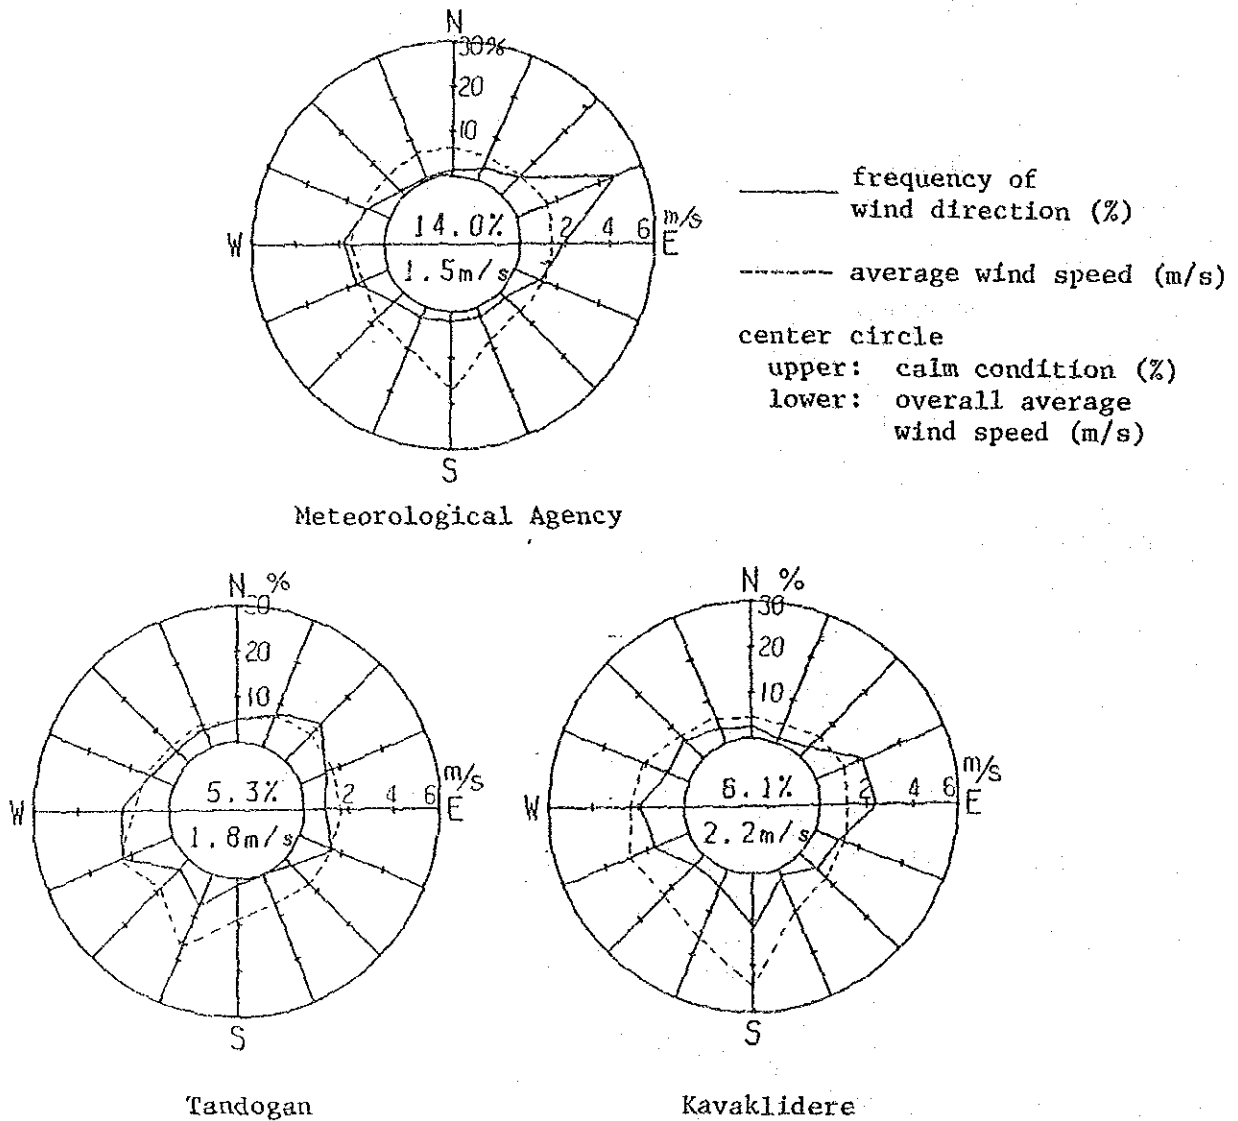 N
30%
20
10
14.0%
1.5m/s
W
2 4 6 m/s
E
S
Meteorological Agency
frequency of
wind direction (%)
average wind speed (m/s)
center circle
upper: calm condition (%)
lower: overall average
wind speed (m/s)
N %
30
20
10
5.3%
1.8m/s
W
2 4 6 m/s
E
S
Tandogan
N %
30
20
10
6.1%
2.2m/s
W
2 4 6 m/s
E
S
Kavaklidere